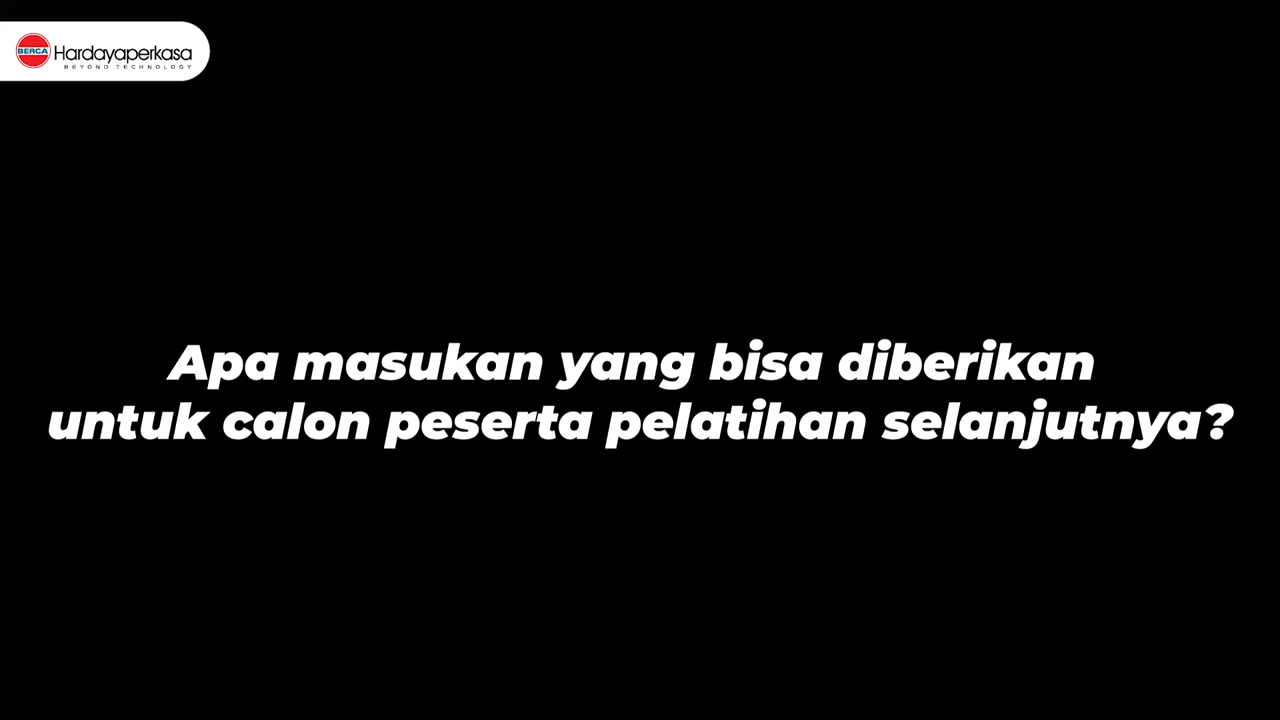 BERCA
Hardayaperkasa
BEYOND TECHNOLOGY
Apa masukan yang bisa diberikan
untuk calon peserta pelatihan selanjutnya?